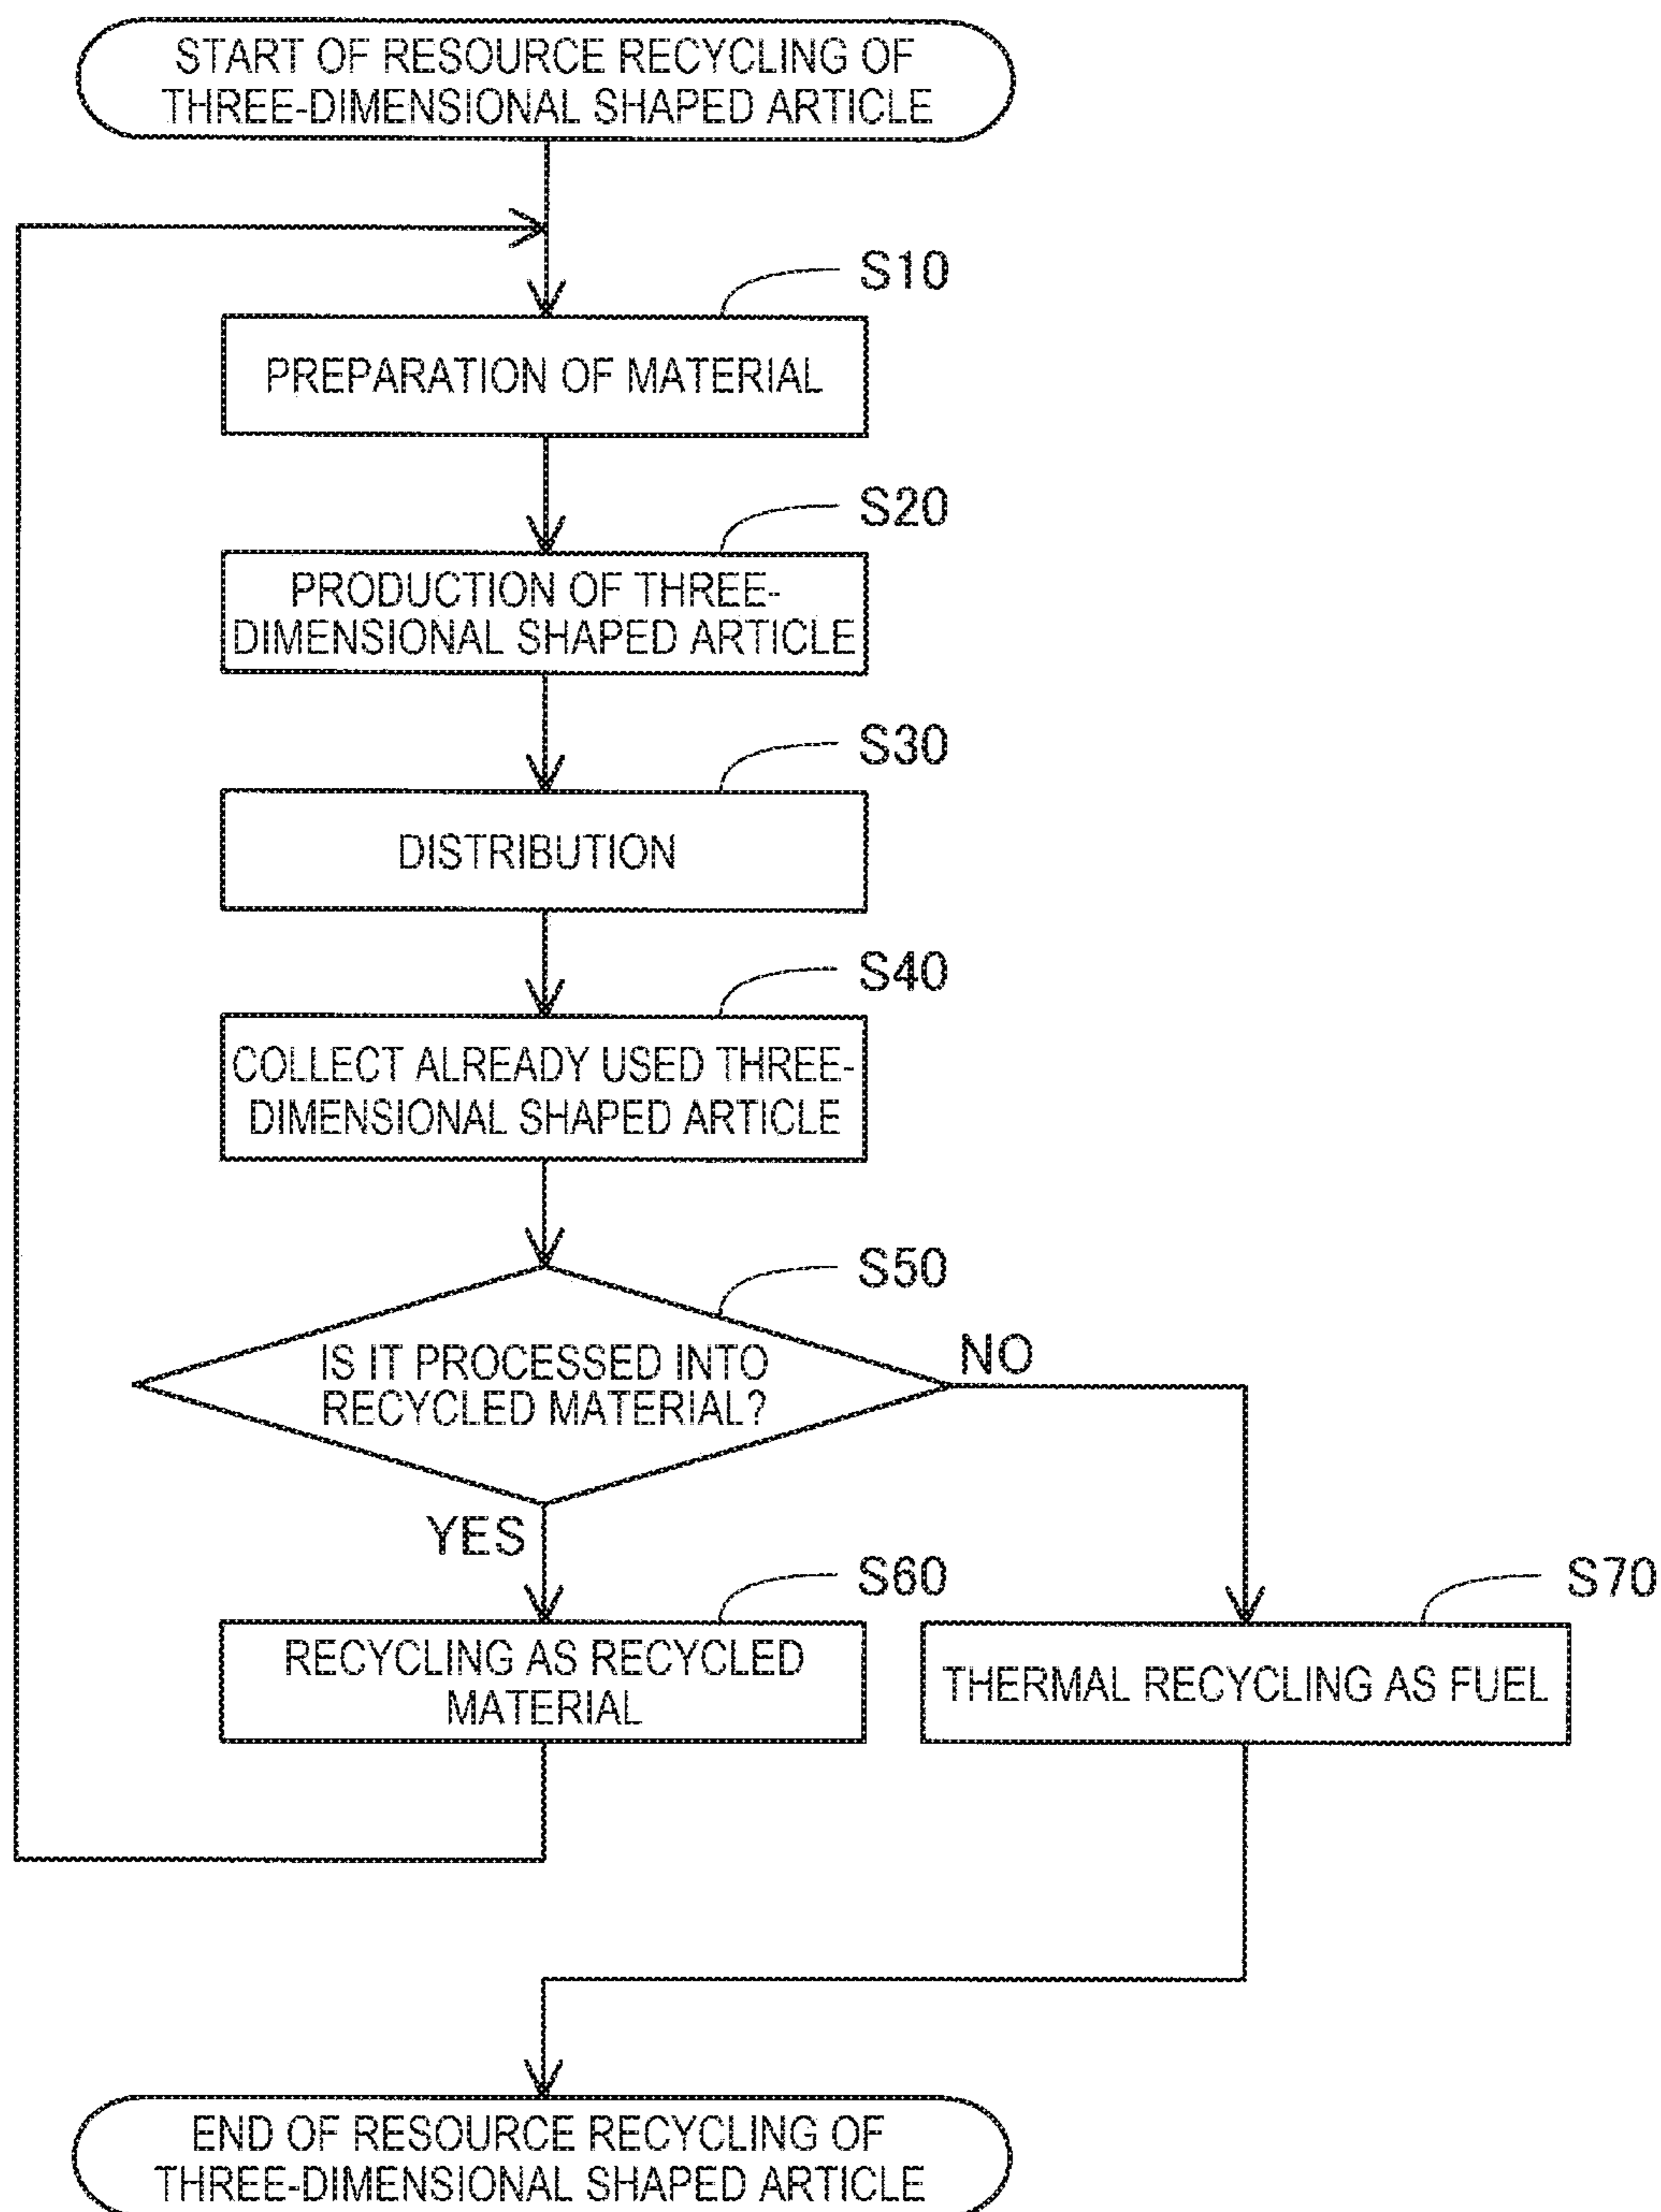 START OF RESOURCE RECYCLING OF
THREE-DIMENSIONAL SHAPED ARTICLE
S10
PREPARATION OF MATERIAL
S20
PRODUCTION OF THREE-
DIMENSIONAL SHAPED ARTICLE
S30
DISTRIBUTION
S40
COLLECT ALREADY USED THREE-
DIMENSIONAL SHAPED ARTICLE
S50
IS IT PROCESSED INTO
RECYCLED MATERIAL?
NO
YES
S60
RECYCLING AS RECYCLED
MATERIAL
S70
THERMAL RECYCLING AS FUEL
END OF RESOURCE RECYCLING OF
THREE-DIMENSIONAL SHAPED ARTICLE